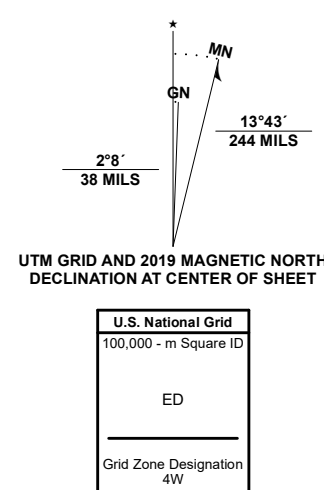 ★
MN
GN
13°43´
244 MILS
2°8´
38 MILS
UTM GRID AND 2019 MAGNETIC NORTH
DECLINATION AT CENTER OF SHEET
U.S. National Grid
100,000 - m Square ID
ED
Grid Zone Designation
4W